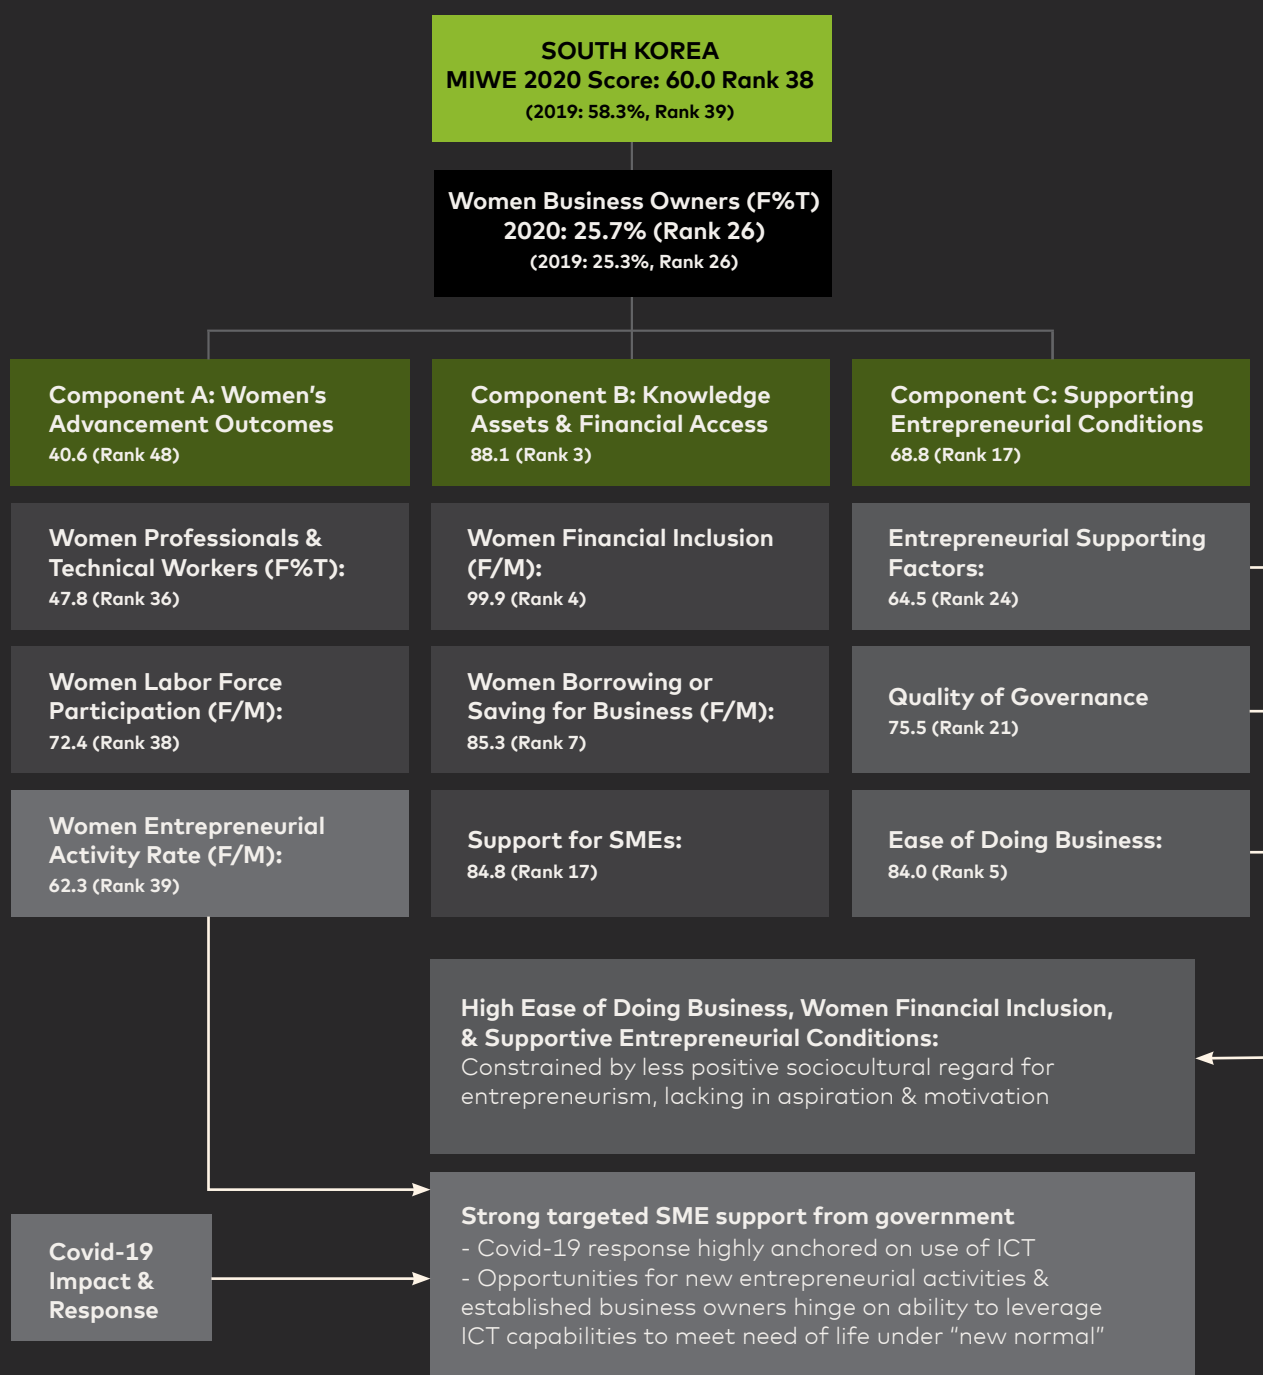 SOUTH KOREA
MIWE 2020 Score: 60.0 Rank 38
(2019: 58.3%, Rank 39)
Women Business Owners (F%T)
2020: 25.7% (Rank 26)
(2019: 25.3%, Rank 26)
Component A: Women's
Advancement Outcomes
40.6 (Rank 48)
Women Professionals &
Technical Workers (F%T):
47.8 (Rank 36)
Women Labor Force
Participation (F/M):
72.4 (Rank 38)
Women Entrepreneurial
Activity Rate (F/M):
62.3 (Rank 39)
Component B: Knowledge
Assets & Financial Access
88.1 (Rank 3)
Women Financial Inclusion
(F/M):
99.9 (Rank 4)
Women Borrowing or
Saving for Business (F/M):
85.3 (Rank 7)
Support for SMEs:
84.8 (Rank 17)
Component C: Supporting
Entrepreneurial Conditions
68.8 (Rank 17)
Entrepreneurial Supporting
Factors:
64.5 (Rank 24)
Quality of Governance
75.5 (Rank 21)
Ease of Doing Business:
84.0 (Rank 5)
High Ease of Doing Business, Women Financial Inclusion,
& Supportive Entrepreneurial Conditions:
Constrained by less positive sociocultural regard for
entrepreneurism, lacking in aspiration & motivation
Covid-19
Impact &
Response
Strong targeted SME support from government
- Covid-19 response highly anchored on use of ICT
- Opportunities for new entrepreneurial activities &
established business owners hinge on ability to leverage
ICT capabilities to meet need of life under “new normal”